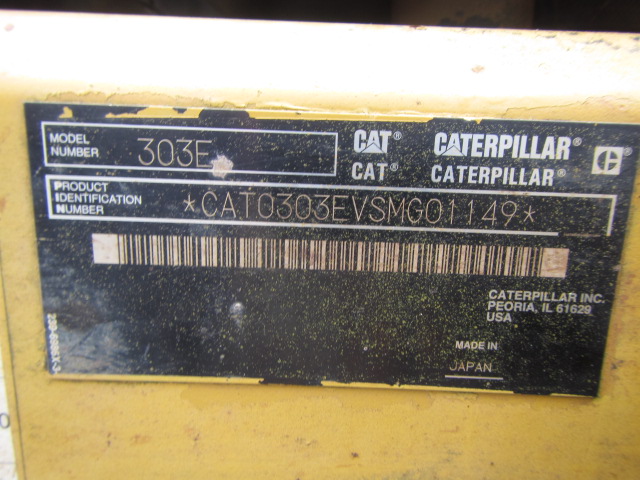 MODEL
NUMBER
303E
CAT® CATERPILLAR® C
CAT® CATERPILLAR®
PRODUCT
IDENTIFICATION
NUMBER
*CAT0303EVSMG01149*
CATERPILLAR INC.
PEORIA, IL 61629
USA
MADE IN
JAPAN
0